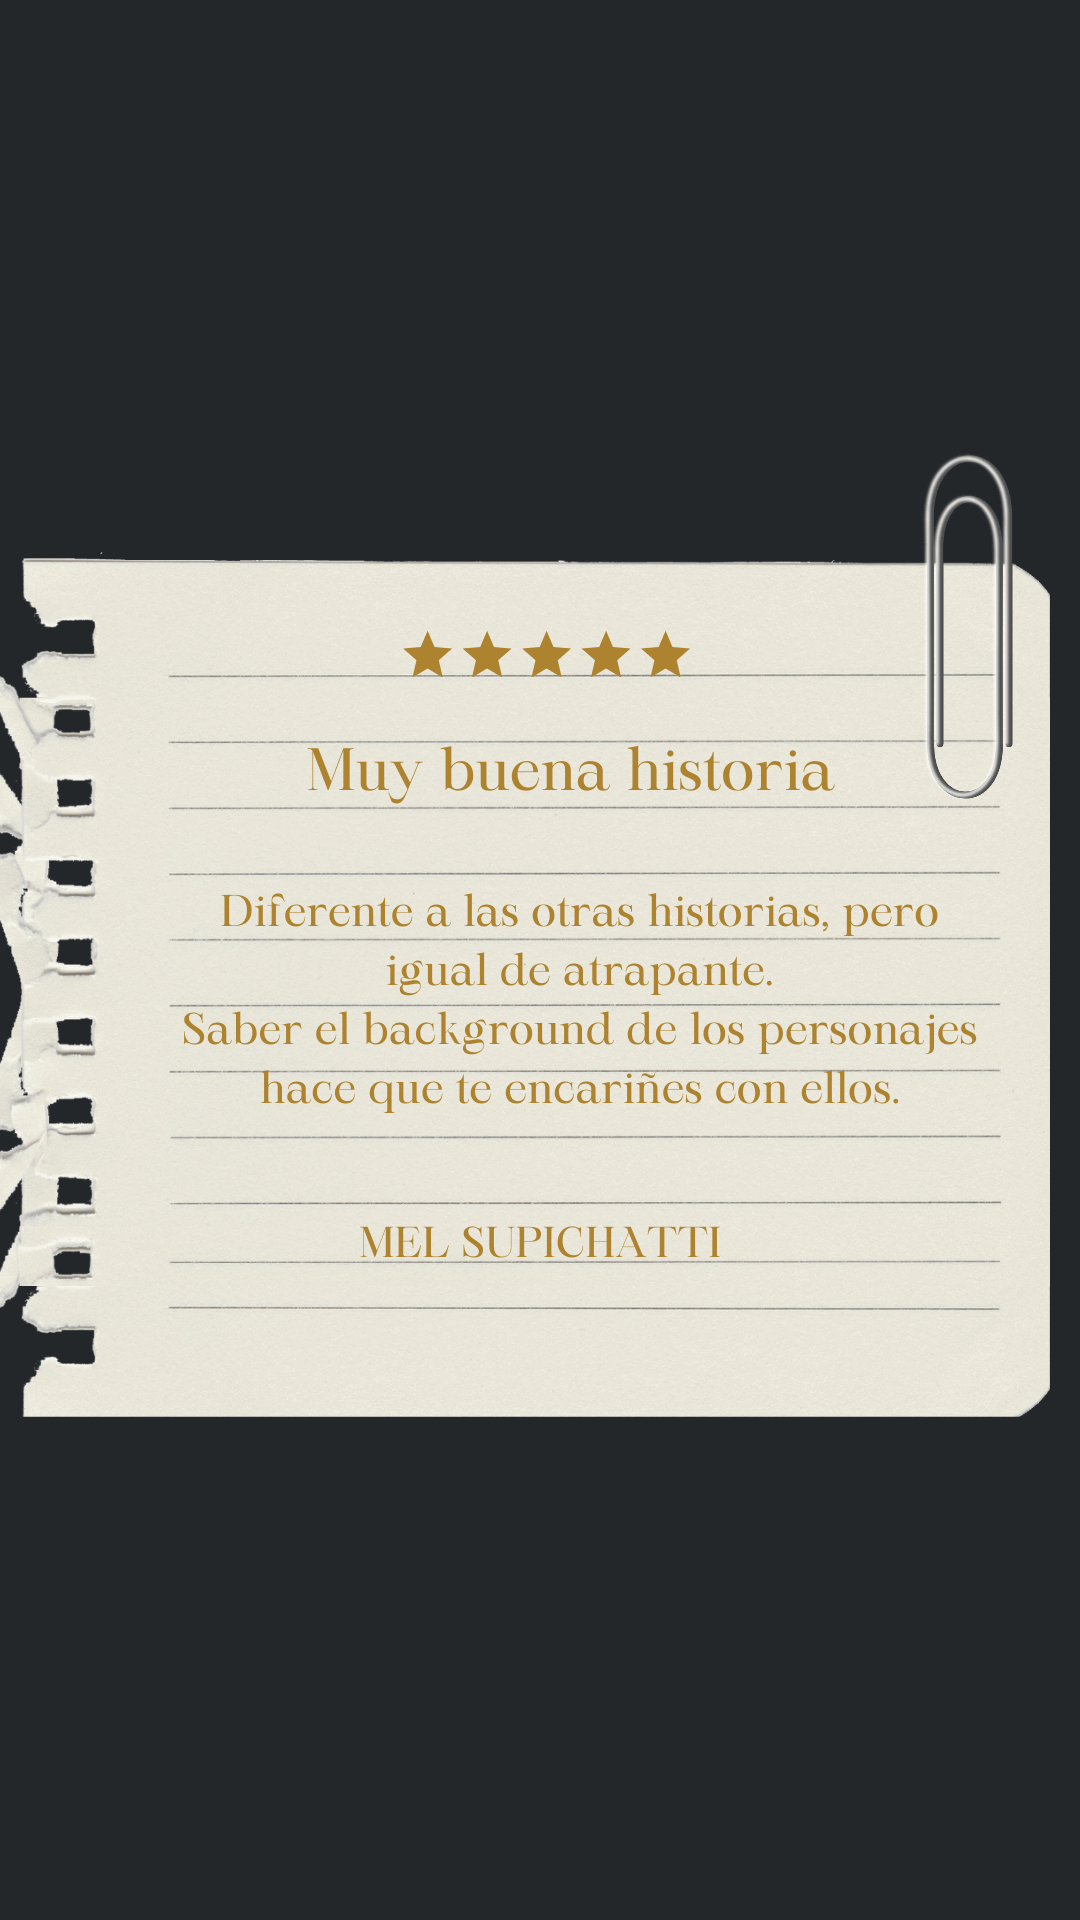 Muy buena historia
Diferente a las otras historias, pero
igual de atrapante.
Saber el background de los personajes
hace que te encariñes con ellos.
MEL SUPICHATTI